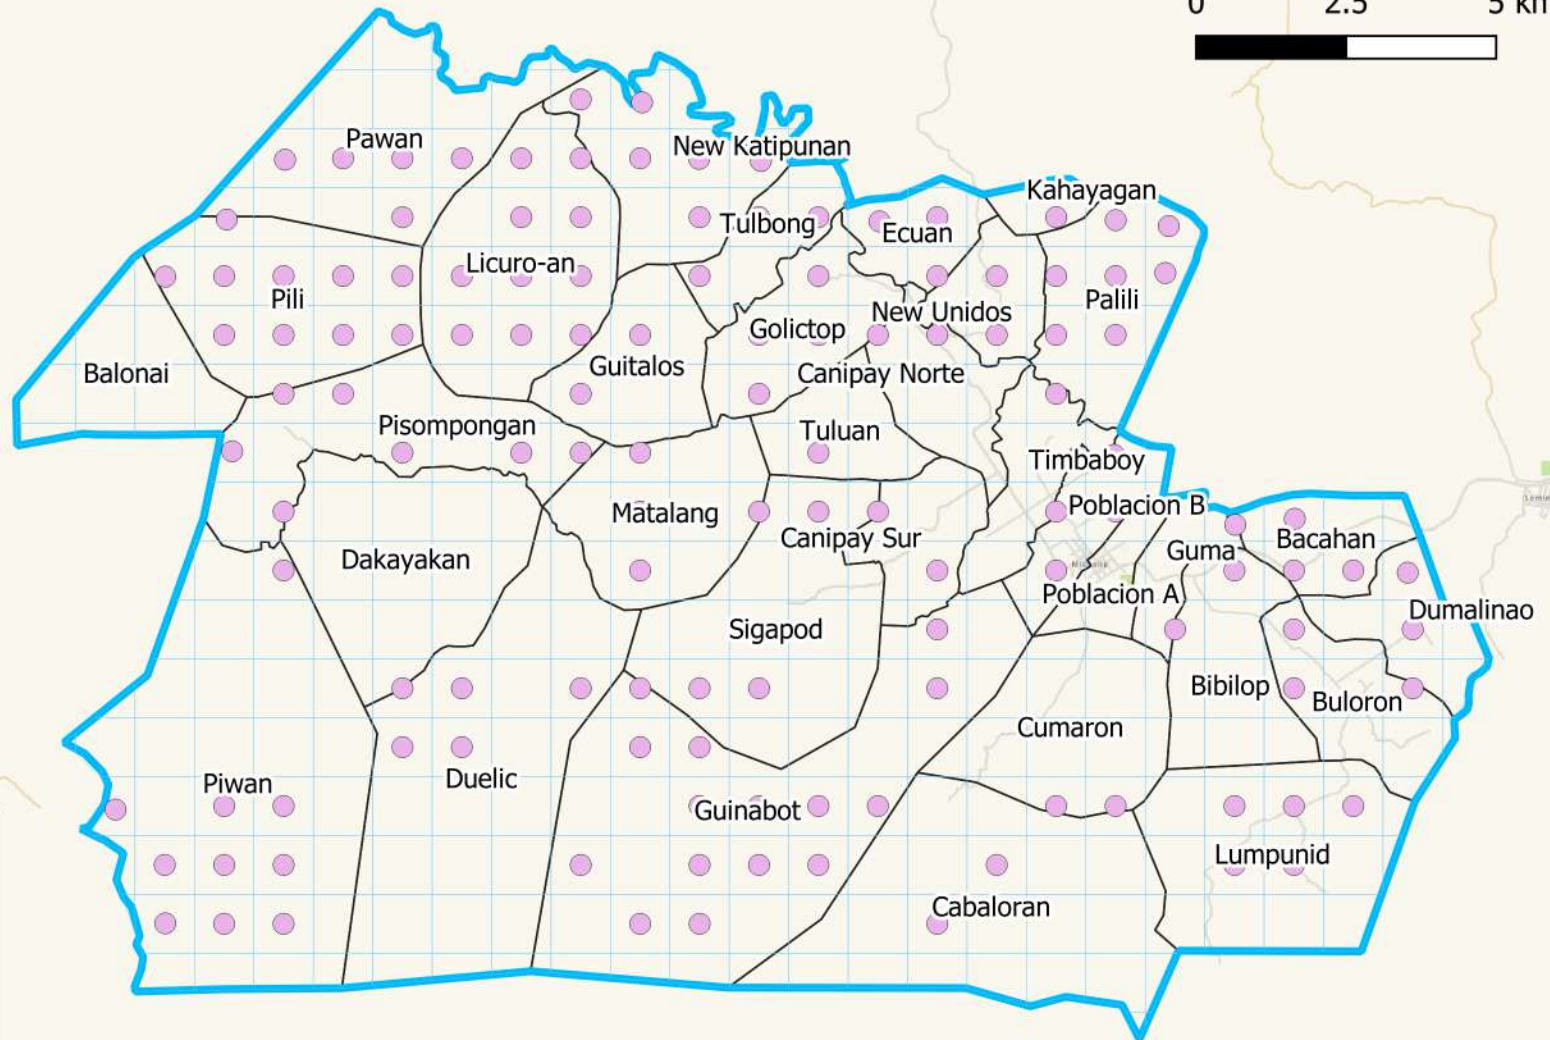 0 2.5 5 km
Pawan
New Katipunan
Kahayagan
Tulbong
Ecuan
Licuro-an
Pili
Palili
New Unidos
Golictop
Guitalos
Balonai
Canipay Norte
Pisompongan
Tuluan
Timbaboy
Poblacion B
Matalang
Canipay Sur
Bacahan
Guma
Dakayakan
Poblacion A
Dumalinao
Sigapod
Bibilop
Buloron
Cumaron
Piwan
Duelic
Guinabot
Lumpunid
Cabaloran